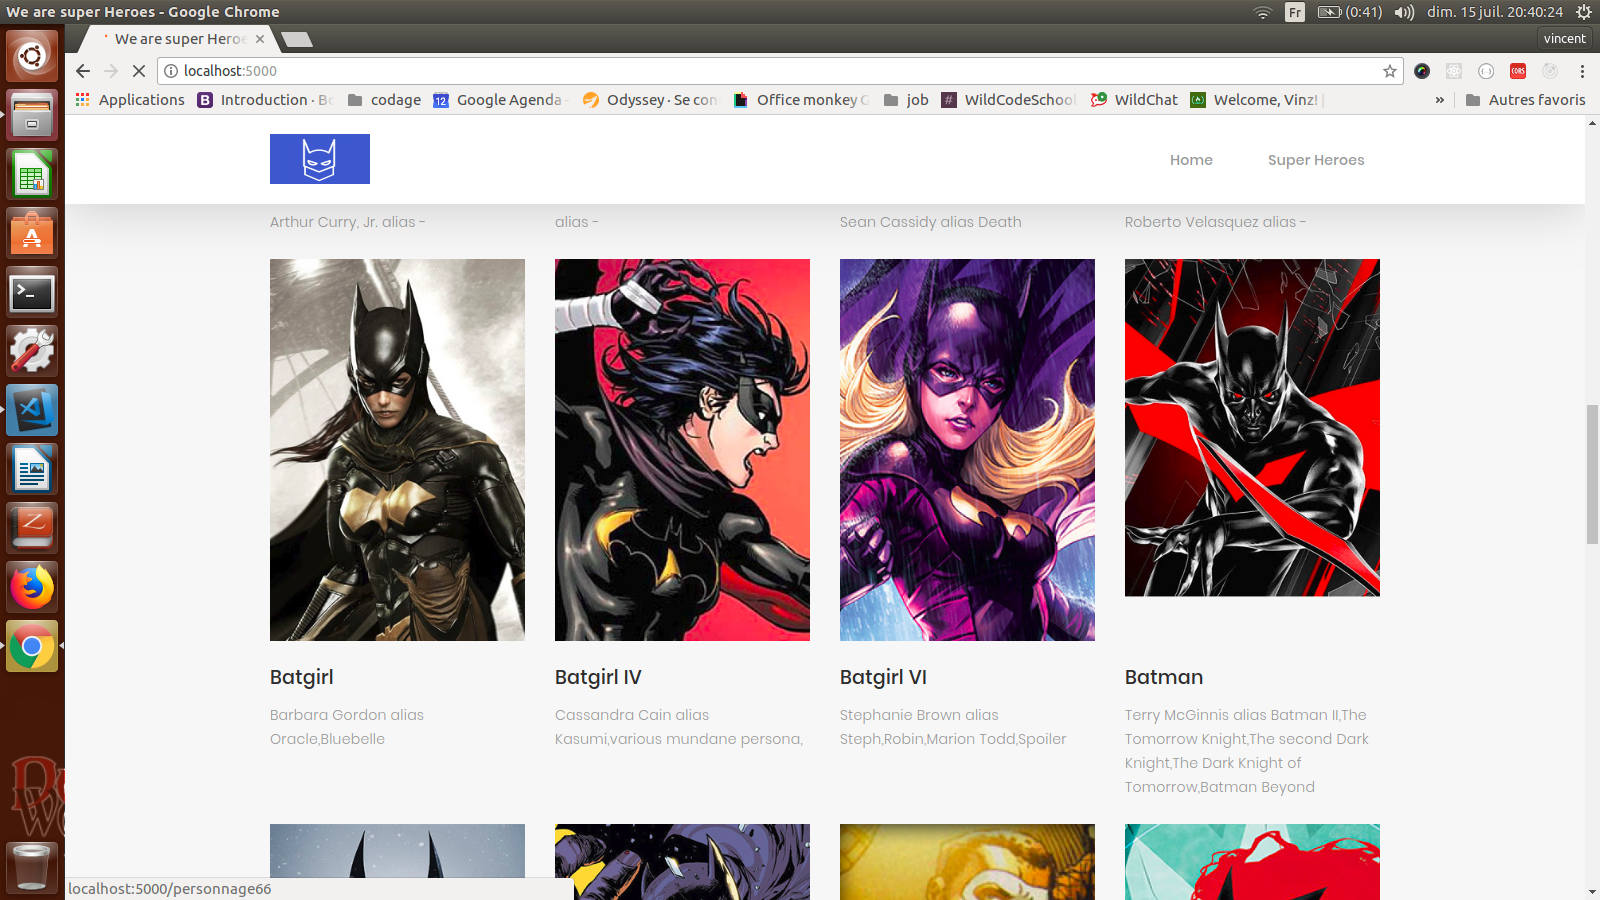 We are super Heroes - Google Chrome
Fr (0:41) dim. 15 juil. 20:40:24
We are super Heroe
vincent
localhost:5000
CORS
Applications B Introduction · Bo codage 12 Google Agenda - Odyssey · Se con Office monkey job # WildCodeSchool WildChat Welcome, Vinz! | » Autres favoris
Home Super Heroes
Arthur Curry, Jr. alias -
alias -
Sean Cassidy alias Death
Roberto Velasquez alias -
Batgirl
Barbara Gordon alias
Oracle,Bluebelle
Batgirl IV
Cassandra Cain alias
Kasumi,various mundane persona,
Batgirl VI
Stephanie Brown alias
Steph,Robin,Marion Todd,Spoiler
Batman
Terry McGinnis alias Batman II,The
Tomorrow Knight,The second Dark
Knight,The Dark Knight of
Tomorrow,Batman Beyond
localhost:5000/personnage66